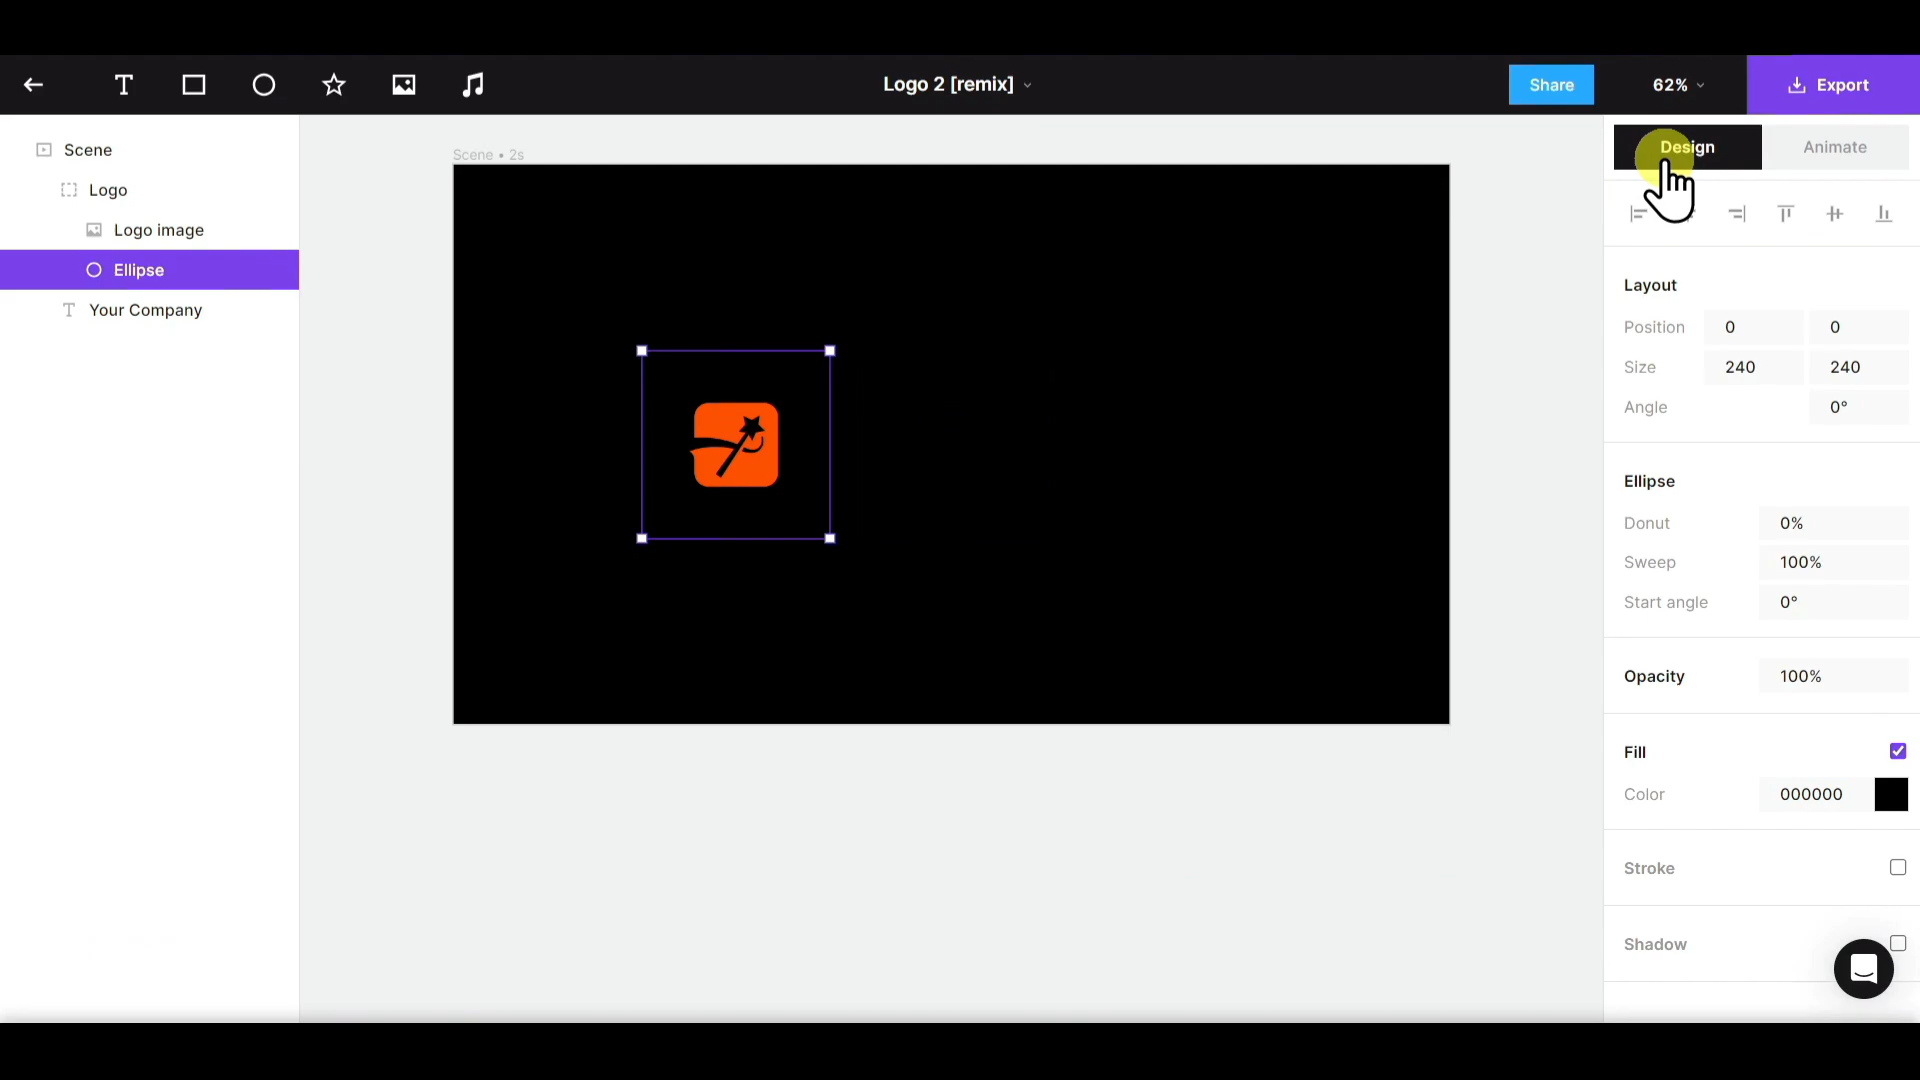 Logo 2 [remix]
Share
62%
Export
Scene
Logo
Logo image
Ellipse
Your Company
Scene • 2s
Design
Animate
Layout
Position 0 0
Size 240 240
Angle 0°
Ellipse
Donut 0%
Sweep 100%
Start angle 0°
Opacity 100%
Fill
Color 000000
Stroke
Shadow